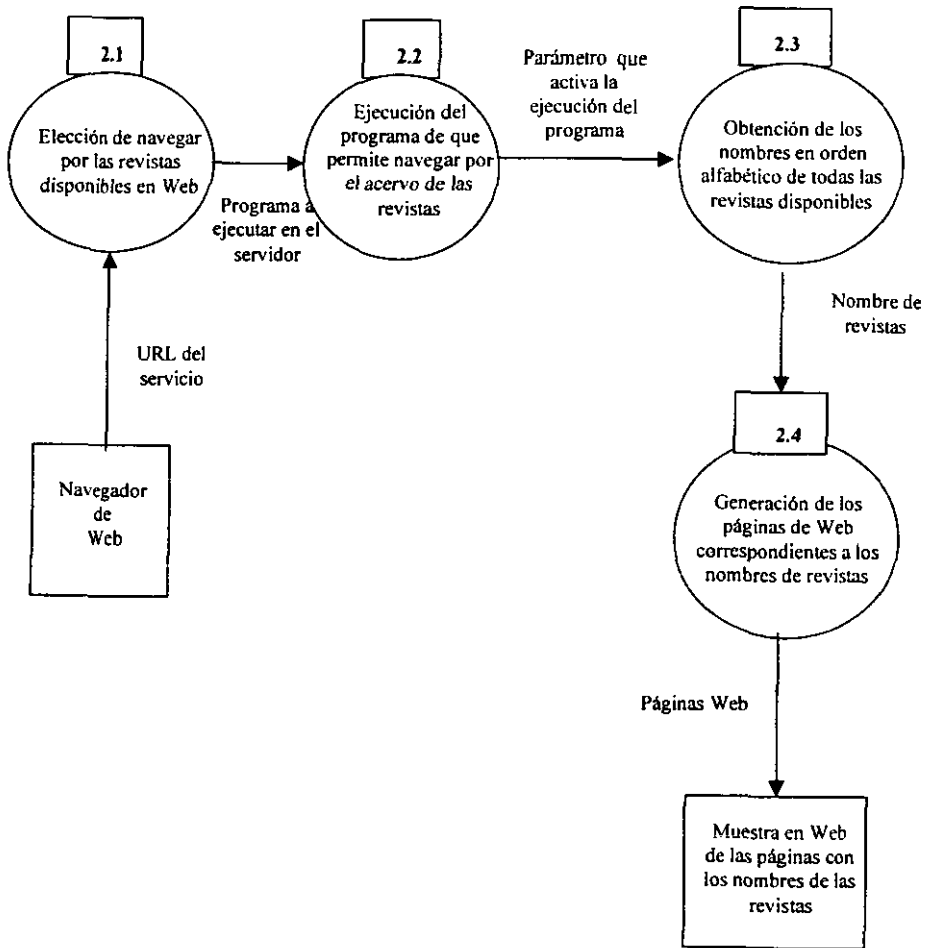 2.1
Elección de navegar
por las revistas
disponibles en Web
Programa a
ejecutar en el
servidor
2.2
Ejecución del
programa de que
permite navegar por
el acervo de las
revistas
Parámetro que
activa la
ejecución del
programa
2.3
Obtención de los
nombres en orden
alfabético de todas las
revistas disponibles
Nombre de
revistas
URL del
servicio
Navegador
de
Web
2.4
Generación de los
páginas de Web
correspondientes a los
nombres de revistas
Páginas Web
Muestra en Web
de las páginas con
los nombres de las
revistas